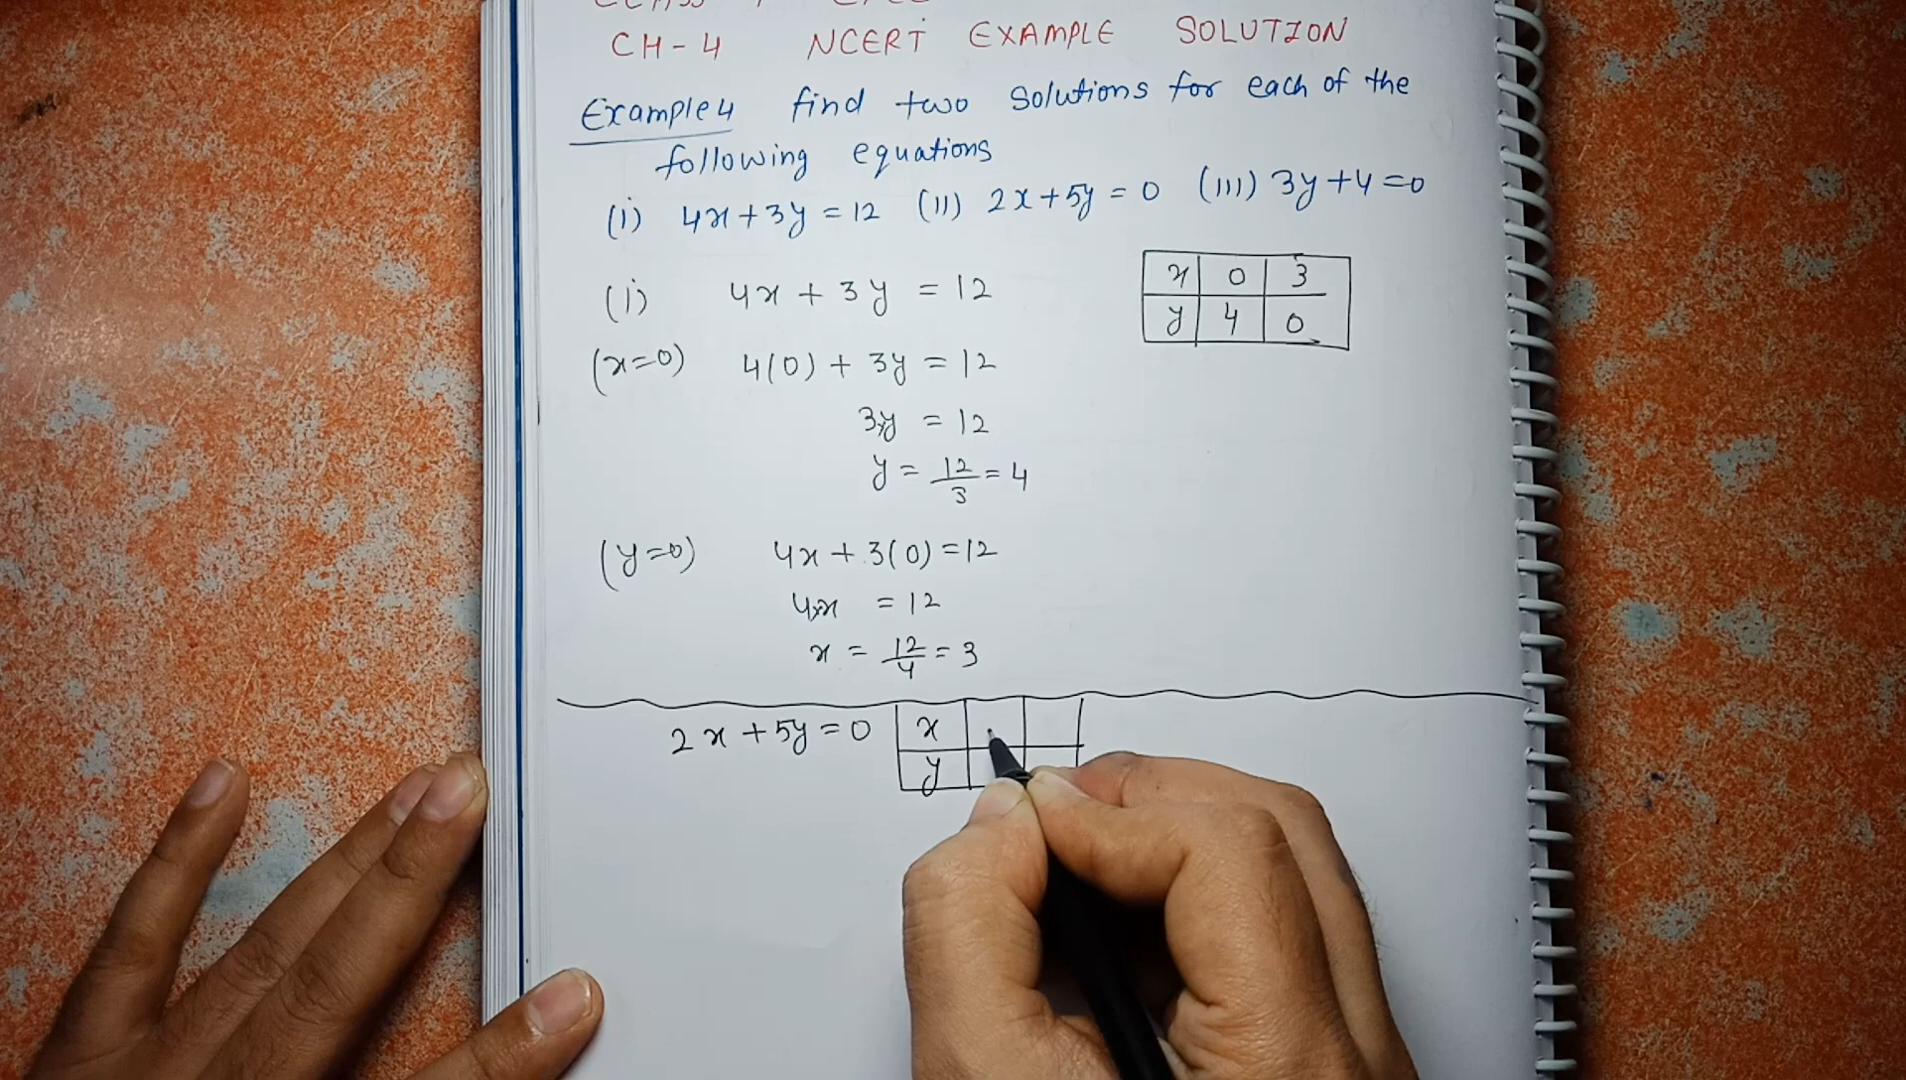 CH-4 NCERT EXAMPLE SOLUTION
Example 4 find two solutions for each of the
following equations
(i) 4x+3y=12 (ii) 2x+5y=0 (iii) 3y+4=0
(i) 4x + 3y = 12
x 0 3
y 4 0
(x=0) 4(0) + 3y = 12
3y = 12
y = 12/3 = 4
(y=0) 4x + 3(0) = 12
4x = 12
x = 12/4 = 3
2x + 5y = 0
x
y